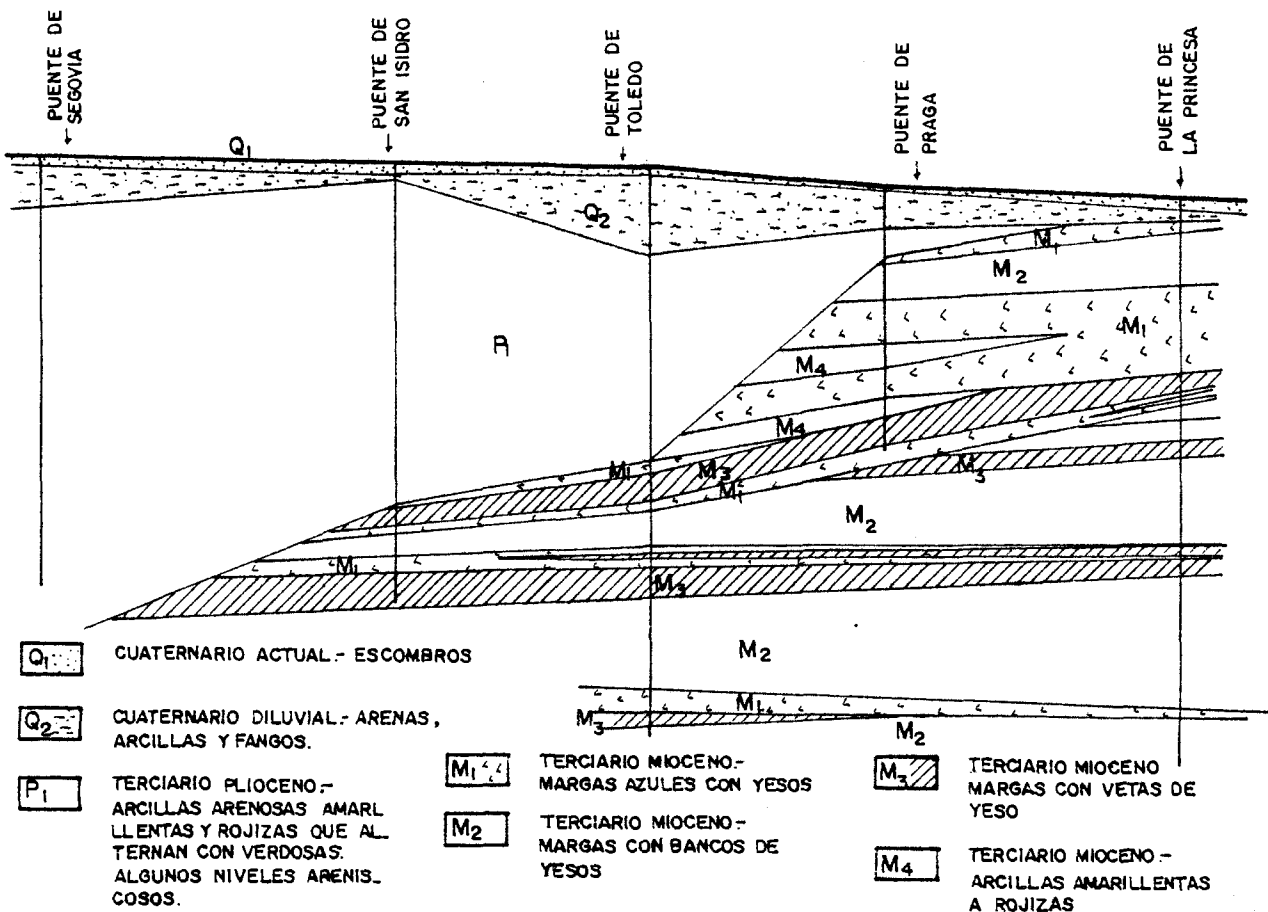 PUENTE DE
SEGOVIA
PUENTE DE
SAN ISIDRO
PUENTE DE
TOLEDO
PUENTE DE
PRAGA
PUENTE DE
LA PRINCESA
Q1
Q2
M1
M2
M1
P1
M4
M4
M1
M3
M1
M3
M2
M1
M3
M2
M1
M3
M2
Q1
CUATERNARIO ACTUAL.- ESCOMBROS
Q2
CUATERNARIO DILUVIAL.- ARENAS,
ARCILLAS Y FANGOS.
P1
TERCIARIO PLIOCENO.-
ARCILLAS ARENOSAS AMARI
LLENTAS Y ROJIZAS QUE AL_
TERNAN CON VERDOSAS.
ALGUNOS NIVELES ARENIS_
COSOS.
M1
TERCIARIO MIOCENO.-
MARGAS AZULES CON YESOS
M2
TERCIARIO MIOCENO.-
MARGAS CON BANCOS DE
YESOS
M3
TERCIARIO MIOCENO
MARGAS CON VETAS DE
YESO
M4
TERCIARIO MIOCENO.-
ARCILLAS AMARILLENTAS
A ROJIZAS